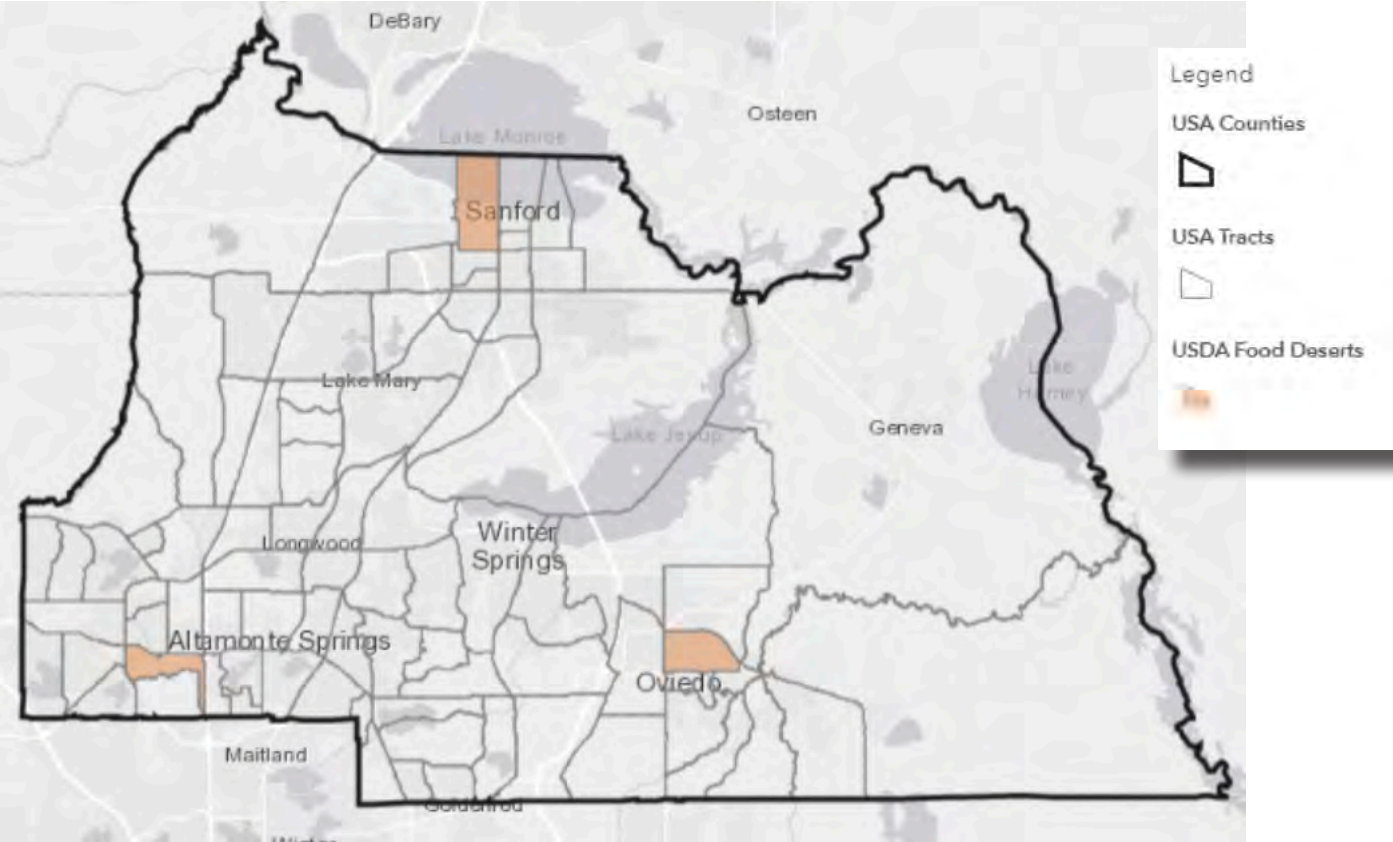 DeBary
Osteen
Lake Monroe
Sanford
Lake Mary
Lake Jesup
Geneva
Lake
Harney
Winter
Springs
Longwood
Altamonte Springs
Oviedo
Maitland
Goldenrod
Winter
Legend
USA Counties
USA Tracts
USDA Food Deserts